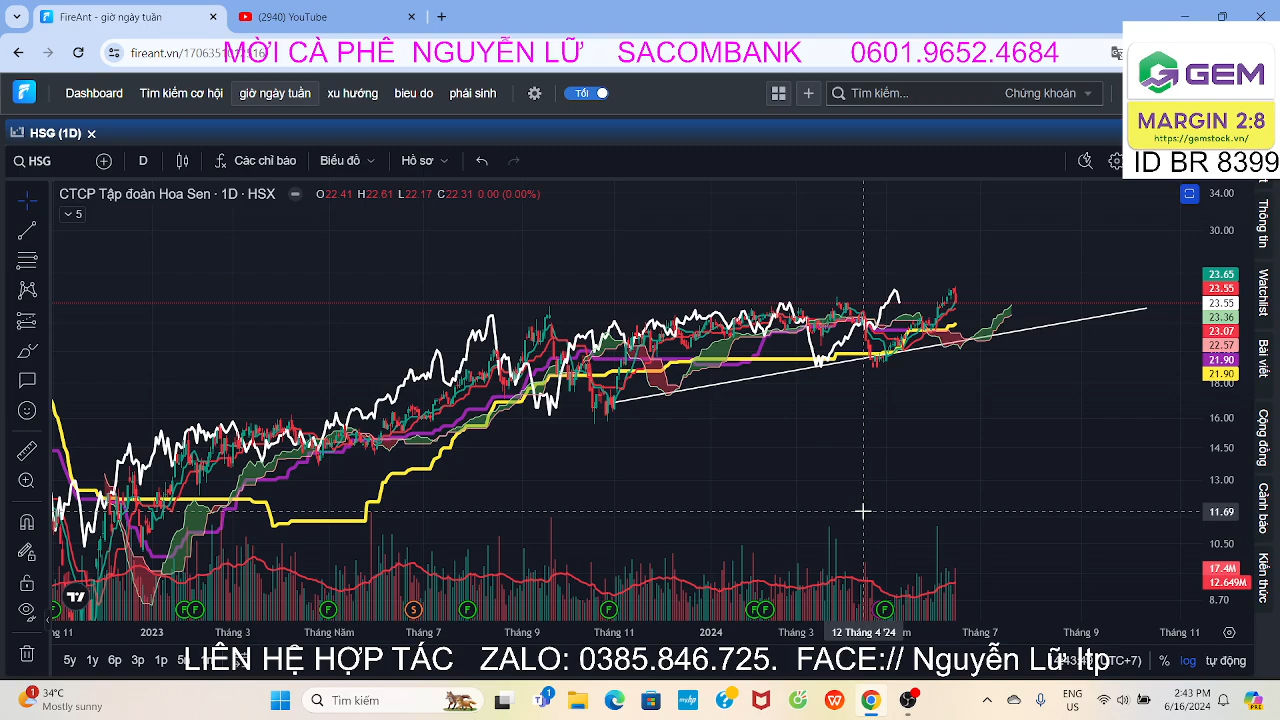 FireAnt - Giá và đồ thị
(2940) YouTube
MỜI CÀ PHÊ NGUYỄN LỮ SACOMBANK 0601.9652.4684
GEM
MARGIN 2:8
https://gemstock.vn/
ID BR 8399
Dashboard Tìm kiếm cơ hội giờ ngày tuần xu hướng bieu do phái sinh Tối Tìm kiếm... Chứng khoán
HSG (1D)
HSG D Các chỉ báo Biểu đồ Hồ sơ
CTCP Tập đoàn Hoa Sen · 1D · HSX O22.41 H22.61 L22.17 C22.31 0.00 (0.00%)
5
34.00
30.00
23.65
23.55
23.55
23.36
23.07
22.57
21.90
21.90
18.00
16.00
14.50
13.00
11.69
10.50
17.4M
12.649M
8.70
Thông tin
Watchlist
Bài viết
Cộng đồng
Cảnh báo
Kiến thức
F F F F S F F F F F
2023 Tháng 3 Tháng Năm Tháng 7 Tháng 9 Tháng 11 2024 Tháng 3 12 Tháng 4 '24 Tháng 7 Tháng 9 Tháng 11
5y 1y 6p 3p 1p (UTC+7) % log tự động
LIÊN HỆ HỢP TÁC ZALO: 0385.846.725. FACE:// Nguyễn Lữ ltp
34°C
Mostly sunny
Tìm kiếm
ENG
US
2:43 PM
6/16/2024